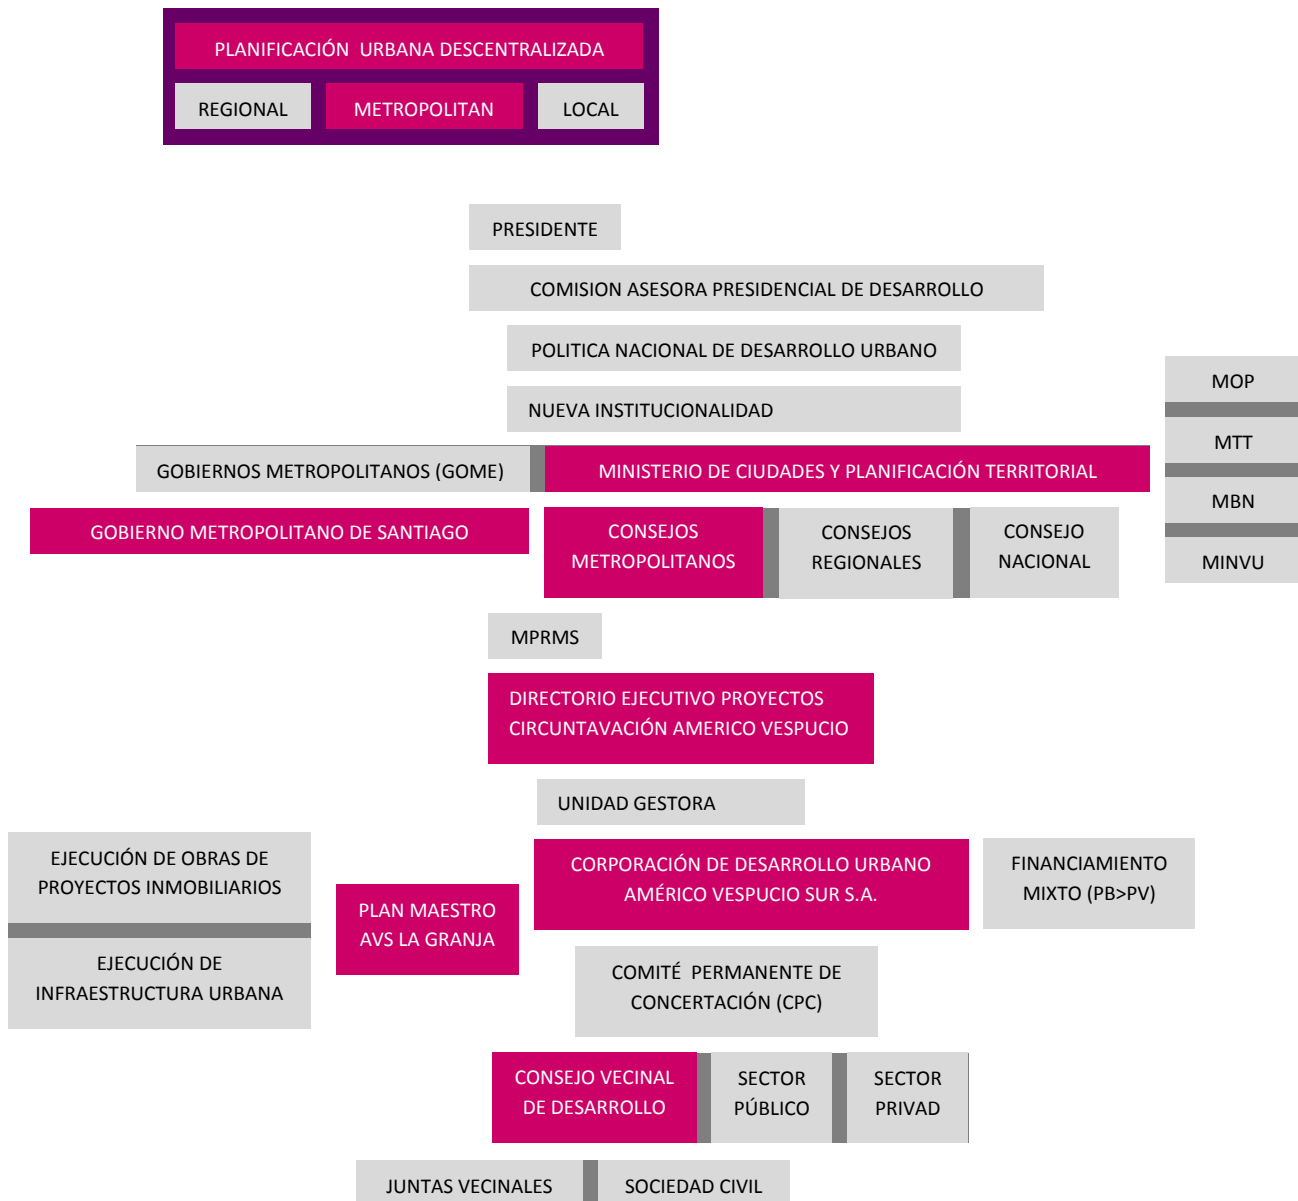 PLANIFICACIÓN URBANA DESCENTRALIZADA
REGIONAL
METROPOLITAN
LOCAL
PRESIDENTE
COMISION ASESORA PRESIDENCIAL DE DESARROLLO
POLITICA NACIONAL DE DESARROLLO URBANO
NUEVA INSTITUCIONALIDAD
MOP
MTT
MBN
MINVU
GOBIERNOS METROPOLITANOS (GOME)
MINISTERIO DE CIUDADES Y PLANIFICACIÓN TERRITORIAL
GOBIERNO METROPOLITANO DE SANTIAGO
CONSEJOS
METROPOLITANOS
CONSEJOS
REGIONALES
CONSEJO
NACIONAL
MPRMS
DIRECTORIO EJECUTIVO PROYECTOS
CIRCUNTAVACIÓN AMERICO VESPUCIO
UNIDAD GESTORA
EJECUCIÓN DE OBRAS DE
PROYECTOS INMOBILIARIOS
EJECUCIÓN DE
INFRAESTRUCTURA URBANA
PLAN MAESTRO
AVS LA GRANJA
CORPORACIÓN DE DESARROLLO URBANO
AMÉRICO VESPUCIO SUR S.A.
FINANCIAMIENTO
MIXTO (PB>PV)
COMITÉ PERMANENTE DE
CONCERTACIÓN (CPC)
CONSEJO VECINAL
DE DESARROLLO
SECTOR
PÚBLICO
SECTOR
PRIVAD
JUNTAS VECINALES
SOCIEDAD CIVIL